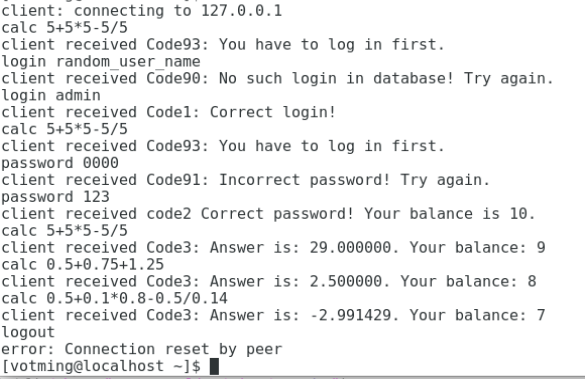 client: connecting to 127.0.0.1
calc 5+5*5-5/5
client received Code93: You have to log in first.
login random_user_name
client received Code90: No such login in database! Try again.
login admin
client received Code1: Correct login!
calc 5+5*5-5/5
client received Code93: You have to log in first.
password 0000
client received Code91: Incorrect password! Try again.
password 123
client received code2 Correct password! Your balance is 10.
calc 5+5*5-5/5
client received Code3: Answer is: 29.000000. Your balance: 9
calc 0.5+0.75+1.25
client received Code3: Answer is: 2.500000. Your balance: 8
calc 0.5+0.1*0.8-0.5/0.14
client received Code3: Answer is: -2.991429. Your balance: 7
logout
error: Connection reset by peer
[votming@localhost ~]$